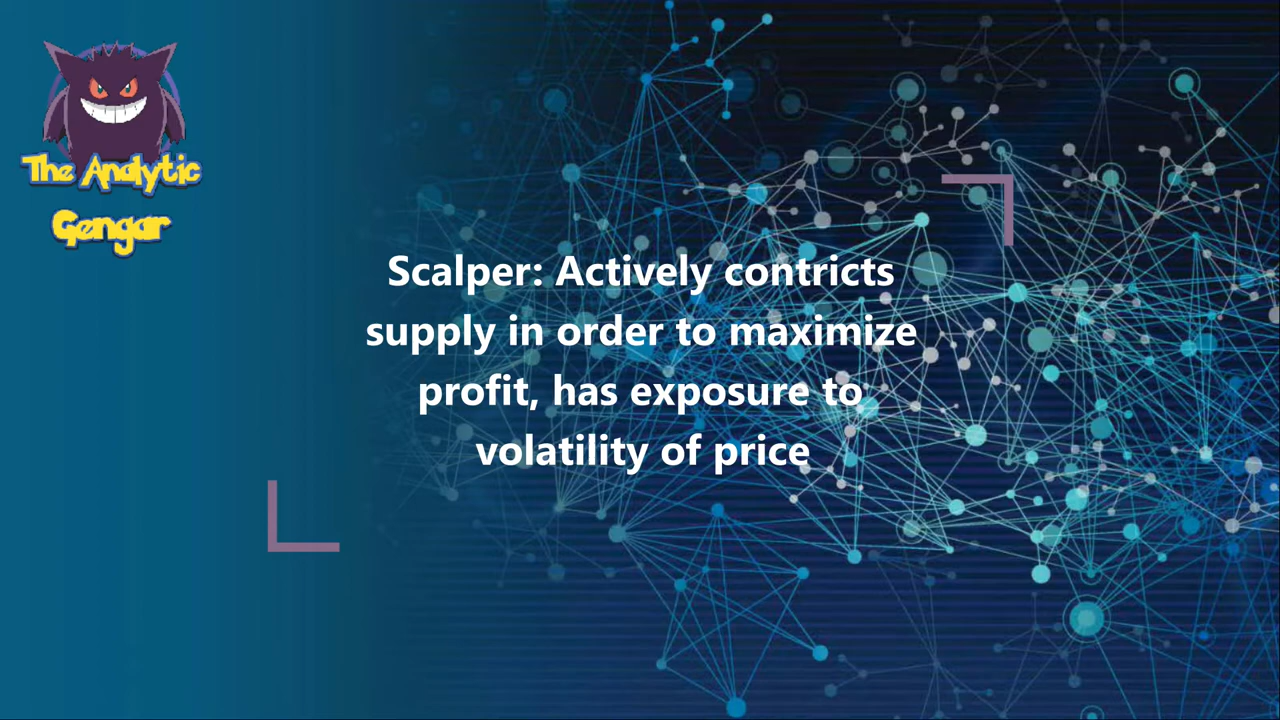 The Analytic
Gengar
Scalper: Actively contricts
supply in order to maximize
profit, has exposure to
volatility of price